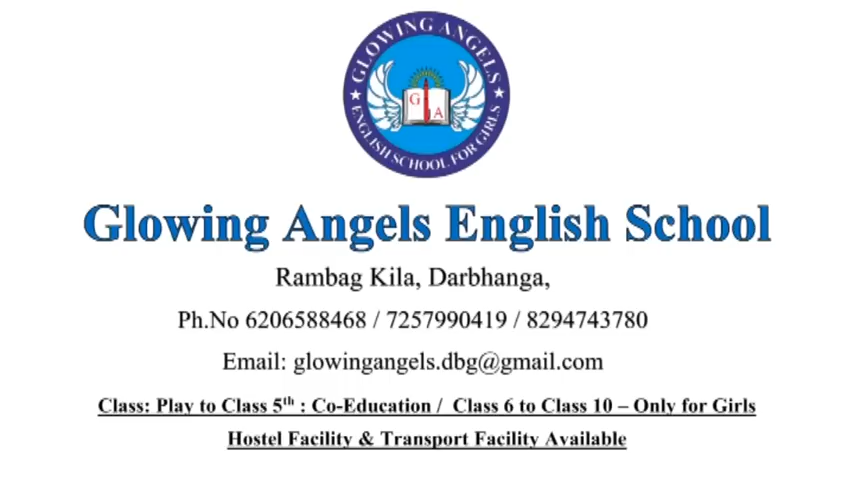 GLOWING ANGELS
G A
ENGLISH SCHOOL FOR GIRLS
Glowing Angels English School
Rambag Kila, Darbhanga,
Ph.No 6206588468 / 7257990419 / 8294743780
Email: glowingangels.dbg@gmail.com
Class: Play to Class 5th : Co-Education / Class 6 to Class 10 – Only for Girls
Hostel Facility & Transport Facility Available